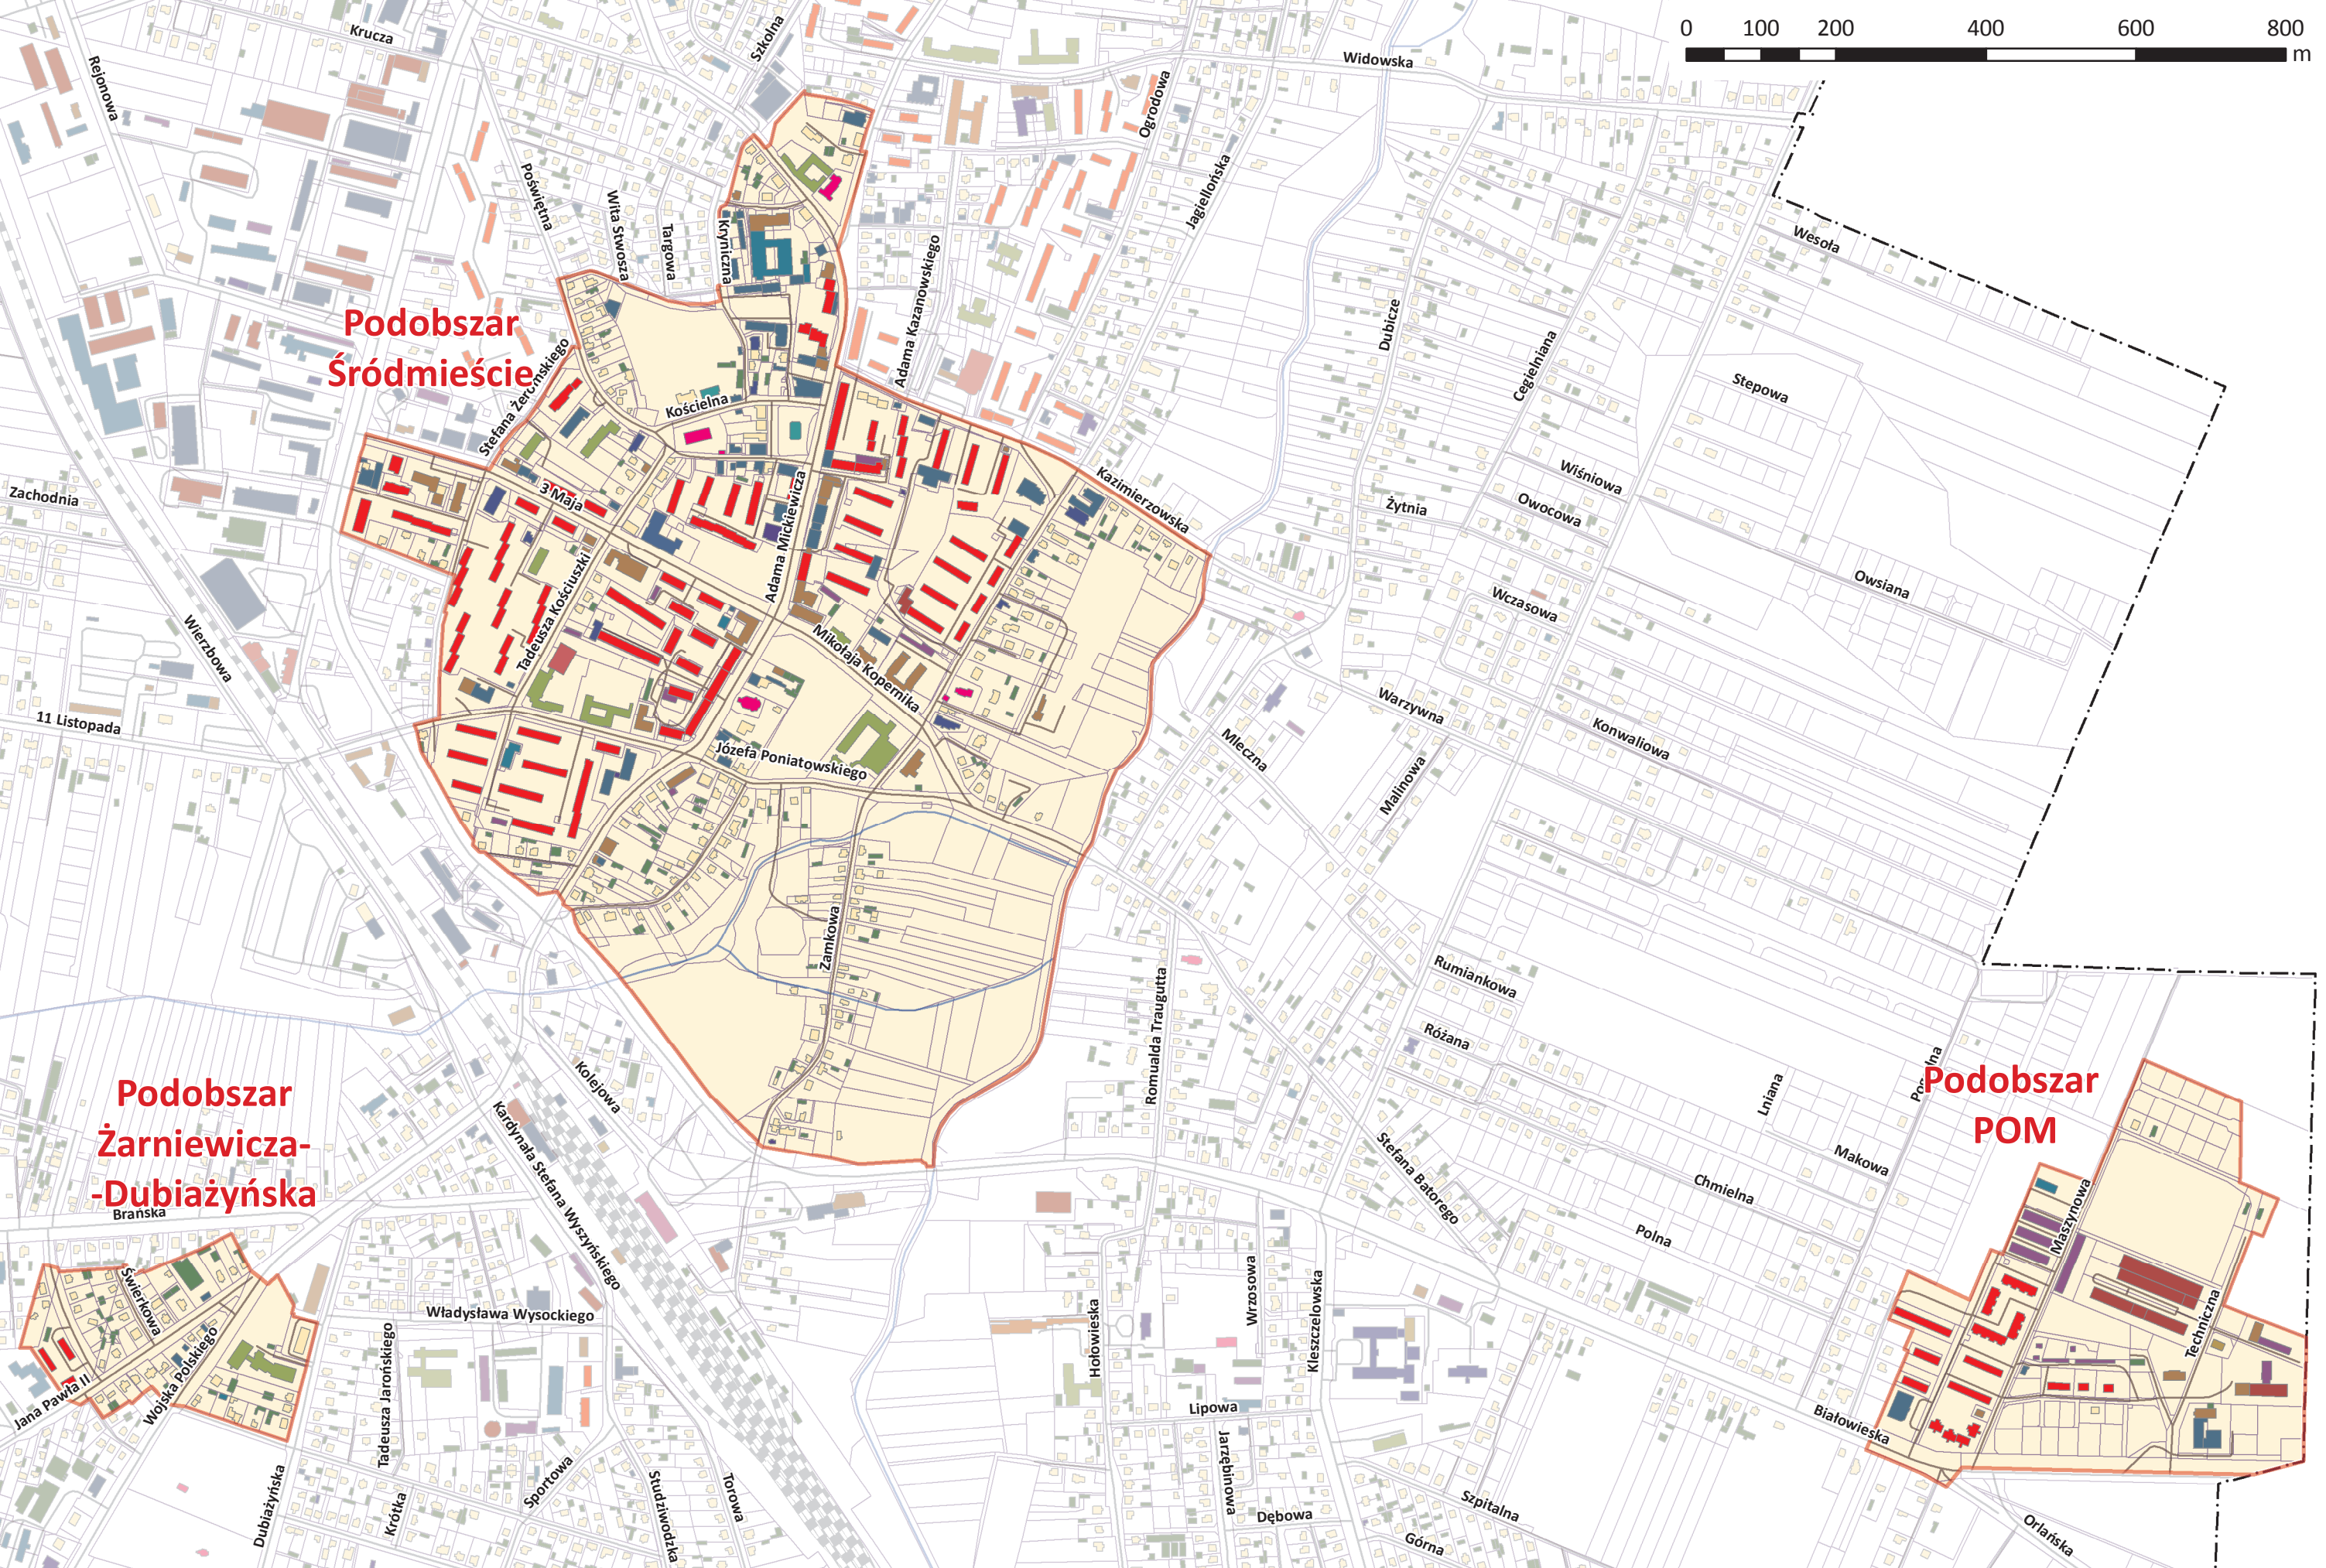 0 100 200 400 600 800
m
Krucza
Szkolna
Rejonowa
Widowska
Ogrodowa
Poświętna
Wita Stwosza
Targowa
Kryniczna
Jagiellońska
Wesoła
Adama Kazanowskiego
Dubicze
Podobszar
Śródmieście
Stefana Żeromskiego
Cegielniana
Stepowa
Kościelna
Zachodnia
3 Maja
Adama Mickiewicza
Kazimierzowska
Żytnia
Wiśniowa
Owocowa
Owsiana
Wczasowa
Tadeusza Kościuszki
Wierzbowa
Mikołaja Kopernika
11 Listopada
Józefa Poniatowskiego
Warzywna
Mleczna
Konwaliowa
Malinowa
Zamkowa
Rumiankowa
Romualda Traugutta
Różana
Kolejowa
Lniana
Podobszar
POM
Podobszar
Żarniewicza-
-Dubiażyńska
Brańska
Kardynała Stefana Wyszyńskiego
Stefana Batorego
Makowa
Chmielna
Polna
Maszynowa
Świerkowa
Władysława Wysockiego
Wrzosowa
Kleszczelowska
Hołowieska
Techniczna
Jana Pawła II
Wojska Polskiego
Tadeusza Jarońskiego
Lipowa
Białowieska
Jarzębinowa
Dubiażyńska
Krótka
Sportowa
Studziwodzka
Torowa
Dębowa
Szpitalna
Górna
Orlańska